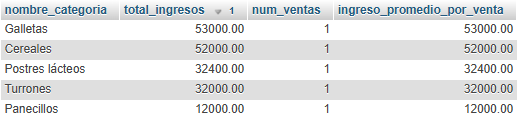 nombre_categoria total_ingresos 1 num_ventas ingreso_promedio_por_venta
Galletas 53000.00 1 53000.00
Cereales 52000.00 1 52000.00
Postres lácteos 32400.00 1 32400.00
Turrones 32000.00 1 32000.00
Panecillos 12000.00 1 12000.00